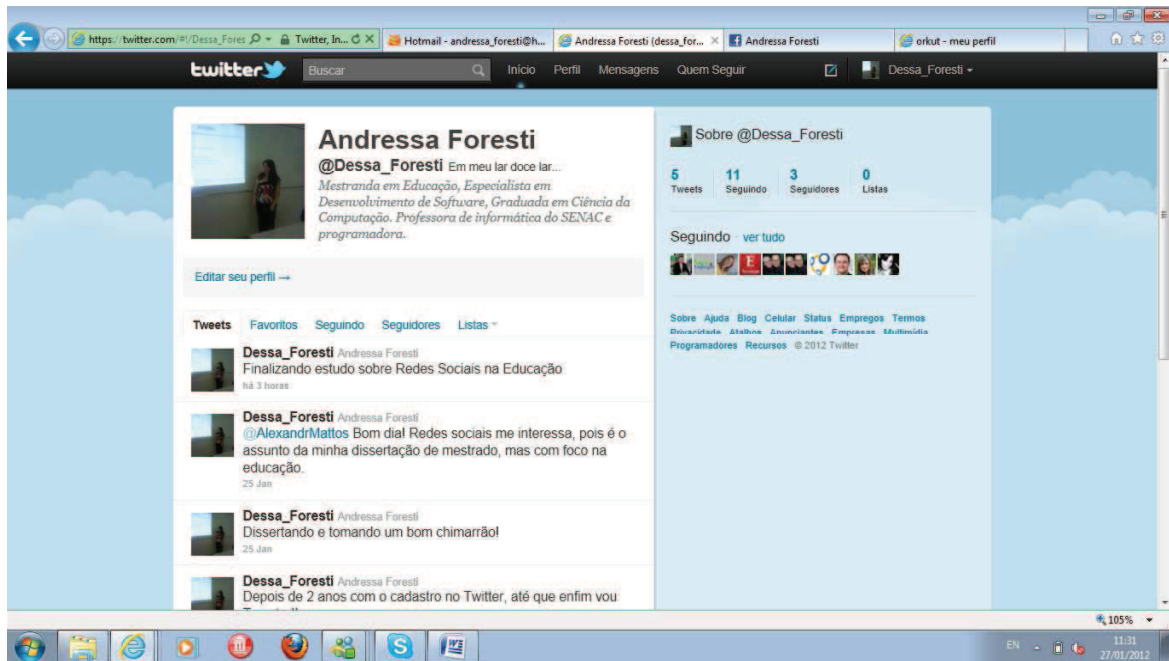 https://twitter.com/#!/Dessa_Fores
Twitter, In...
Hotmail - andressa_foresti@h...
Andressa Foresti (dessa_for...
Andressa Foresti
orkut - meu perfil
twitter
Buscar
Início Perfil Mensagens Quem Seguir
Dessa_Foresti
Andressa Foresti
@Dessa_Foresti Em meu lar doce lar...
Mestranda em Educação, Especialista em
Desenvolvimento de Software, Graduada em Ciência da
Computação. Professora de informática do SENAC e
programadora.
Editar seu perfil →
Tweets Favoritos Seguindo Seguidores Listas
Dessa_Foresti Andressa Foresti
Finalizando estudo sobre Redes Sociais na Educação
há 3 horas
Dessa_Foresti Andressa Foresti
@AlexandrMattos Bom dia! Redes sociais me interessa, pois é o
assunto da minha dissertação de mestrado, mas com foco na
educação.
25 Jan
Dessa_Foresti Andressa Foresti
Dissertando e tomando um bom chimarrão!
25 Jan
Dessa_Foresti Andressa Foresti
Depois de 2 anos com o cadastro no Twitter, até que enfim vou
Sobre @Dessa_Foresti
5 11 3 0
Tweets Seguindo Seguidores Listas
Seguindo · ver tudo
Sobre Ajuda Blog Celular Status Empregos Termos
Privacidade Atalhos Anunciantes Empresas Multimídia
Programadores Recursos © 2012 Twitter
105%
EN
11:31
27/01/2012